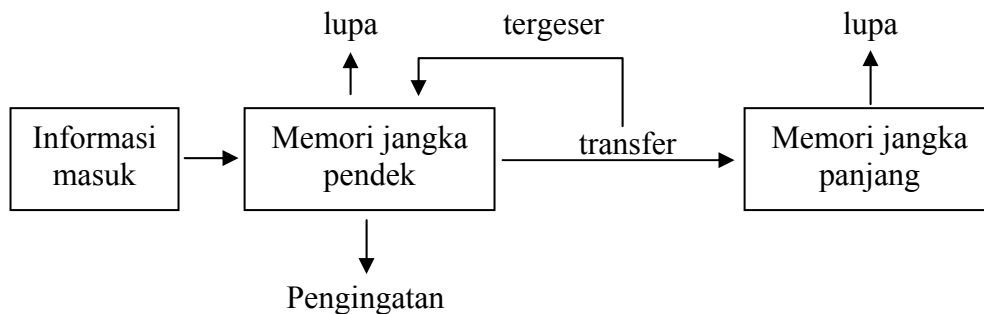 lupa
tergeser
lupa
Informasi
masuk
Memori jangka
pendek
transfer
Memori jangka
panjang
Pengingatan